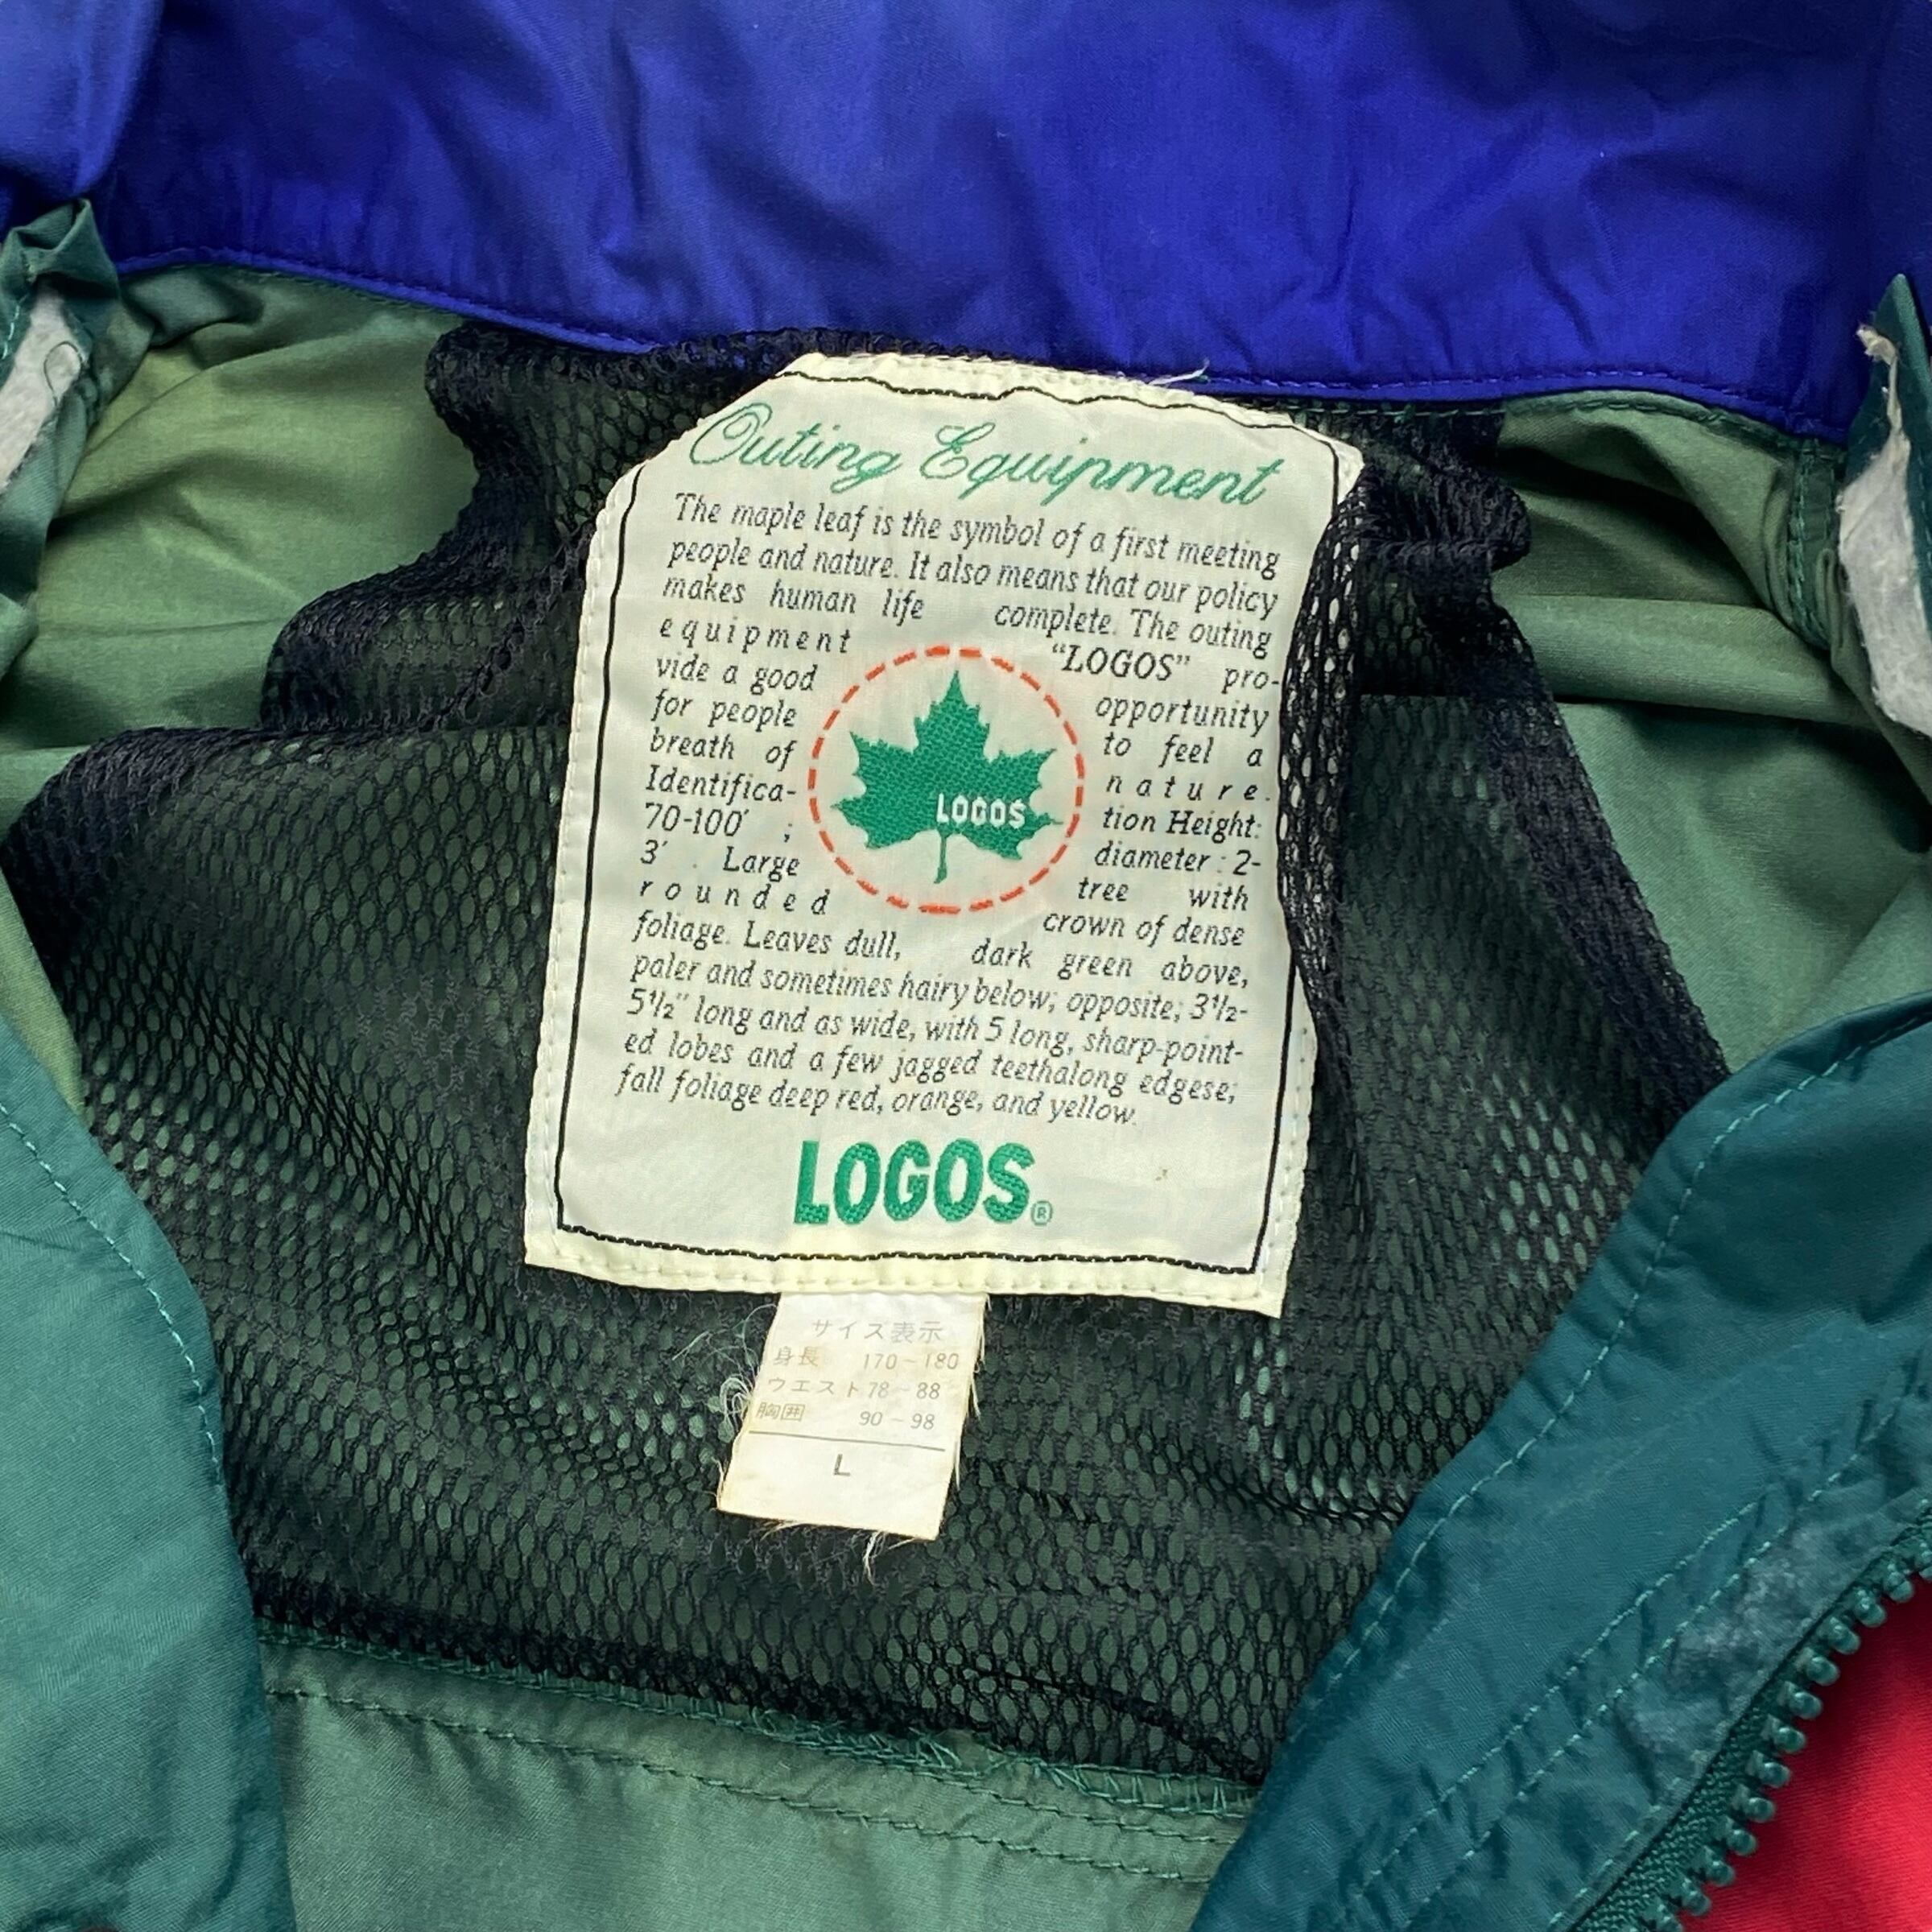 Outing Equipment
The maple leaf is the symbol of a first meeting
people and nature. It also means that our policy
makes human life complete. The outing
equipment "LOGOS" pro-
vide a good opportunity
for people to feel a
breath of nature.
Identifica- tion Height:
70-100' ; diameter : 2-
3' . Large tree with
rounded crown of dense
foliage. Leaves dull, dark green above,
paler and sometimes hairy below; opposite; 3½-
5½" long and as wide, with 5 long, sharp-point-
ed lobes and a few jagged teethalong edgese;
fall foliage deep red, orange, and yellow.
LOGOS
LOGOS®
サイズ表示
身長 170~180
ウエスト 78~88
胸囲 90~98
L